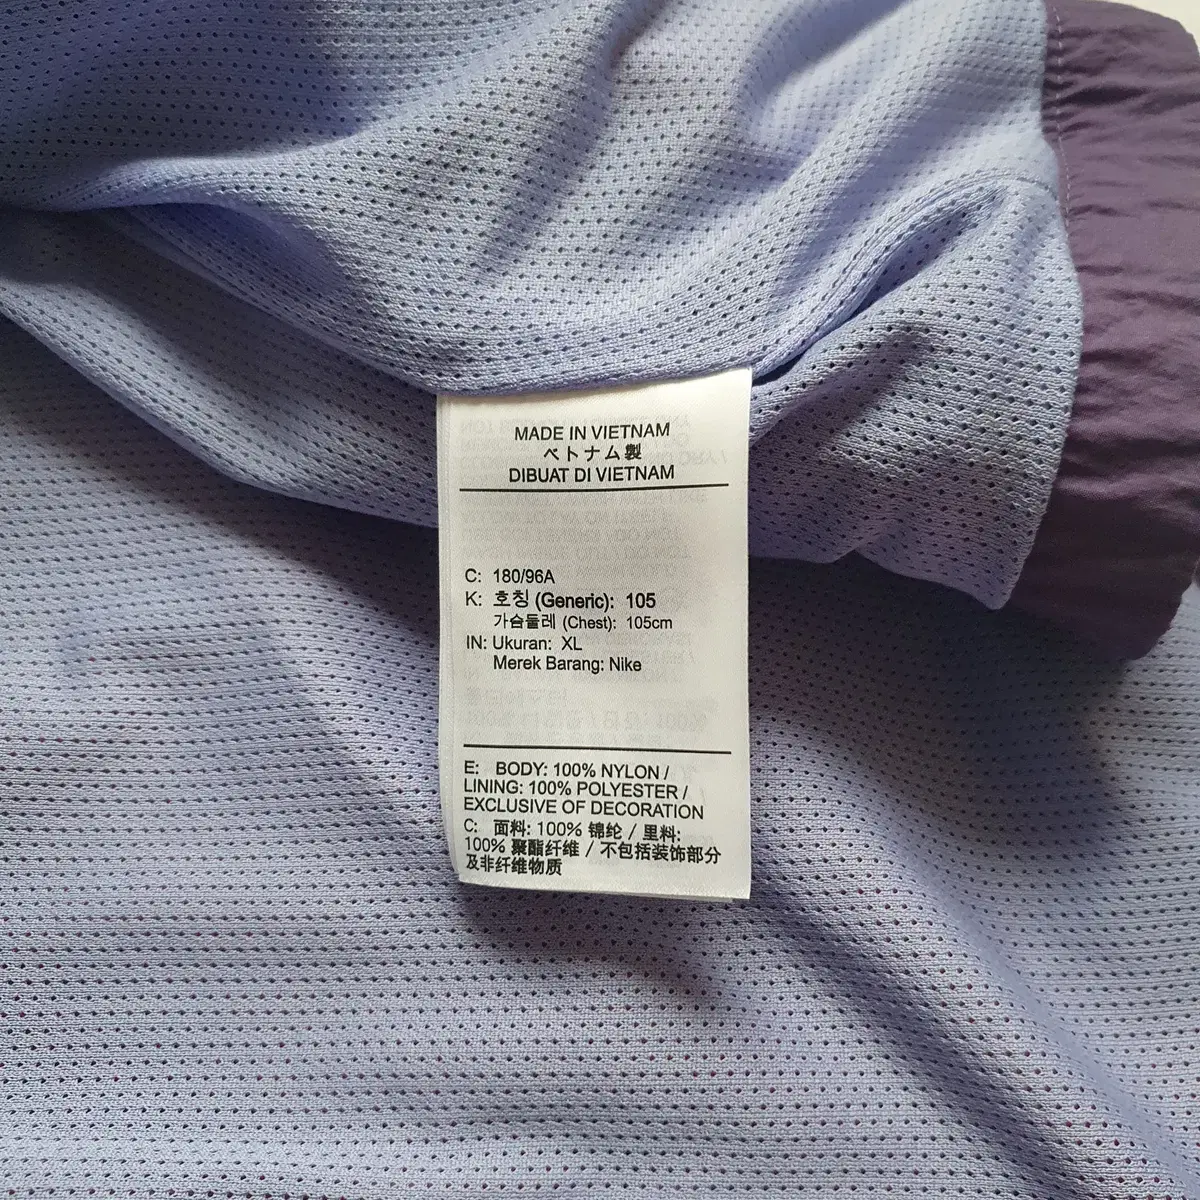 MADE IN VIETNAM
ベトナム製
DIBUAT DI VIETNAM
C: 180/96A
K: 호칭 (Generic): 105
가슴둘레 (Chest): 105cm
IN: Ukuran: XL
Merek Barang: Nike
E: BODY: 100% NYLON /
LINING: 100% POLYESTER /
EXCLUSIVE OF DECORATION
C: 面料: 100% 锦纶 / 里料:
100% 聚酯纤维 / 不包括装饰部分
及非纤维物质